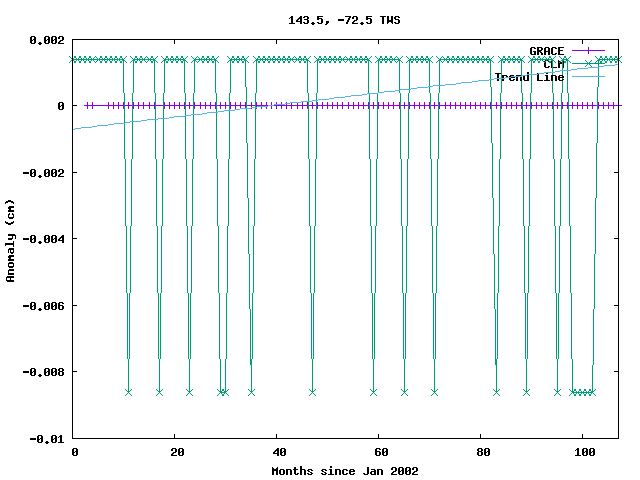 143.5, -72.5 TWS
0.002
0
-0.002
-0.004
-0.006
-0.008
-0.01
Anomaly (cm)
GRACE
CLM
Trend Line
0 20 40 60 80 100
Months since Jan 2002